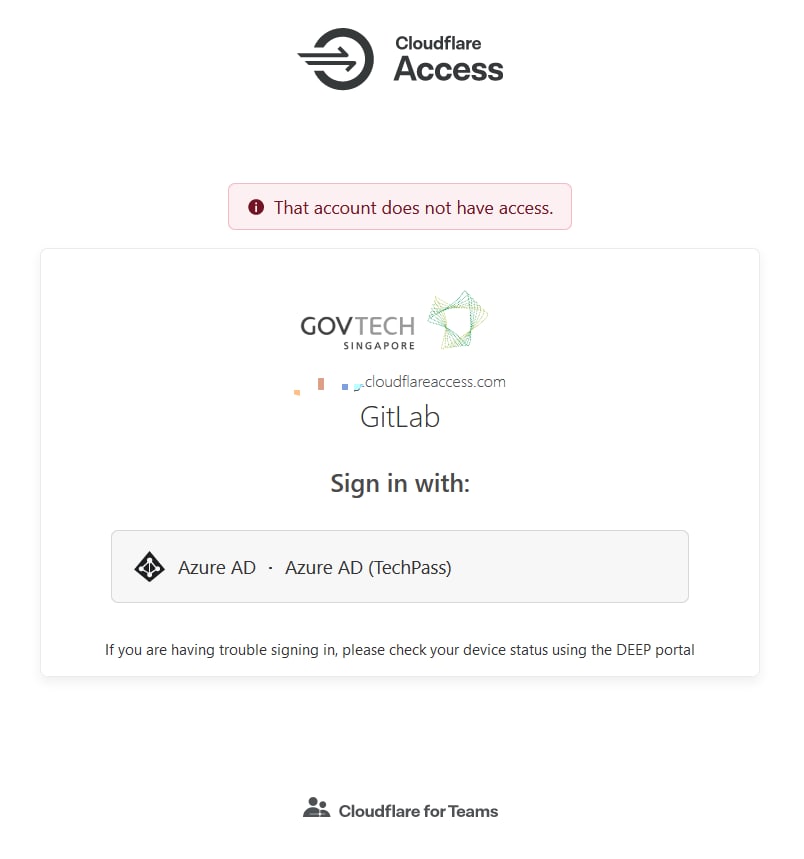 Cloudflare
Access
That account does not have access.
GOVTECH
SINGAPORE
.cloudflareaccess.com
GitLab
Sign in with:
Azure AD · Azure AD (TechPass)
If you are having trouble signing in, please check your device status using the DEEP portal
Cloudflare for Teams